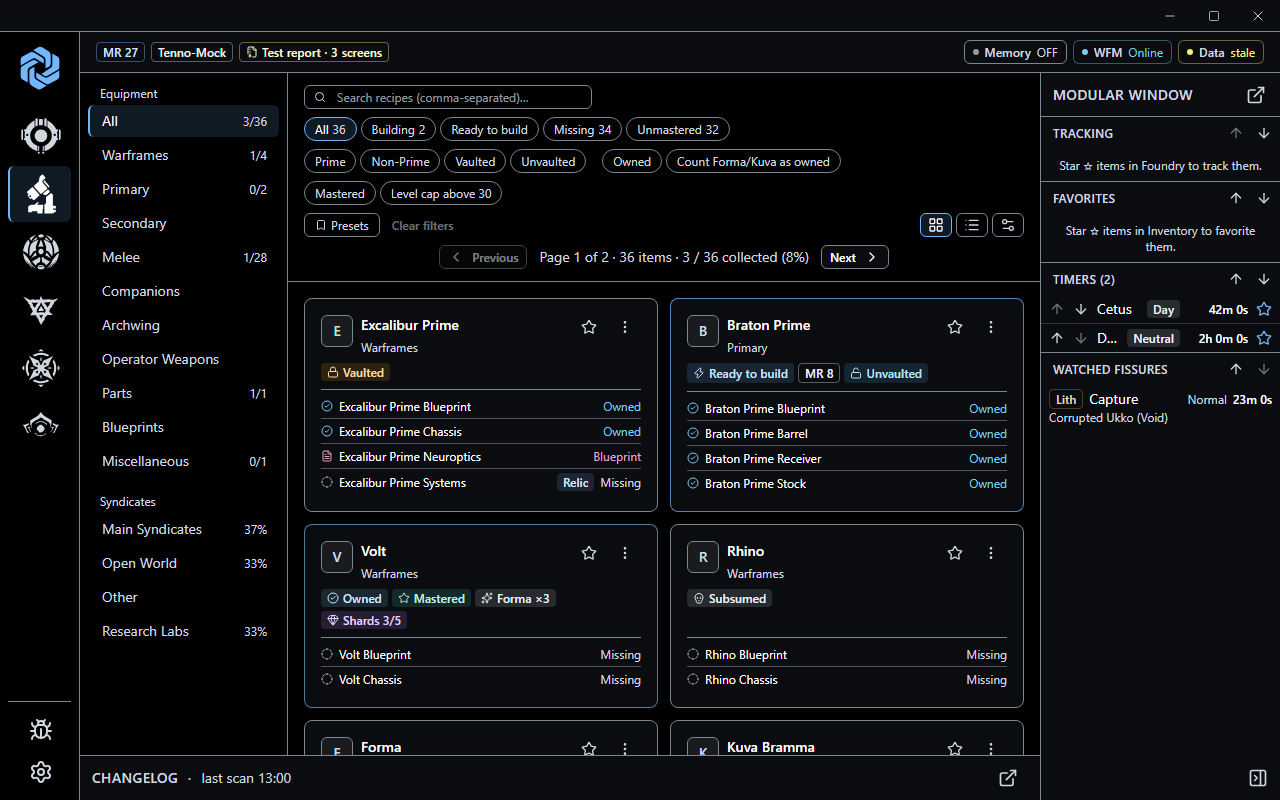 MR 27
Tenno-Mock
Test report · 3 screens
Memory OFF
WFM Online
Data stale
Equipment
All 3/36
Warframes 1/4
Primary 0/2
Secondary
Melee 1/28
Companions
Archwing
Operator Weapons
Parts 1/1
Blueprints
Miscellaneous 0/1
Syndicates
Main Syndicates 37%
Open World 33%
Other
Research Labs 33%
Search recipes (comma-separated)...
All 36 Building 2 Ready to build Missing 34 Unmastered 32
Prime Non-Prime Vaulted Unvaulted Owned Count Forma/Kuva as owned
Mastered Level cap above 30
Presets Clear filters
Previous Page 1 of 2 · 36 items · 3 / 36 collected (8%) Next
E Excalibur Prime
Warframes
Vaulted
Excalibur Prime Blueprint Owned
Excalibur Prime Chassis Owned
Excalibur Prime Neuroptics Blueprint
Excalibur Prime Systems Relic Missing
B Braton Prime
Primary
Ready to build MR 8 Unvaulted
Braton Prime Blueprint Owned
Braton Prime Barrel Owned
Braton Prime Receiver Owned
Braton Prime Stock Owned
V Volt
Warframes
Owned Mastered Forma ×3
Shards 3/5
Volt Blueprint Missing
Volt Chassis Missing
R Rhino
Warframes
Subsumed
Rhino Blueprint Missing
Rhino Chassis Missing
F Forma
K Kuva Bramma
CHANGELOG · last scan 13:00
MODULAR WINDOW
TRACKING
Star ☆ items in Foundry to track them.
FAVORITES
Star ☆ items in Inventory to favorite
them.
TIMERS (2)
Cetus Day 42m 0s
D... Neutral 2h 0m 0s
WATCHED FISSURES
Lith Capture Normal 23m 0s
Corrupted Ukko (Void)